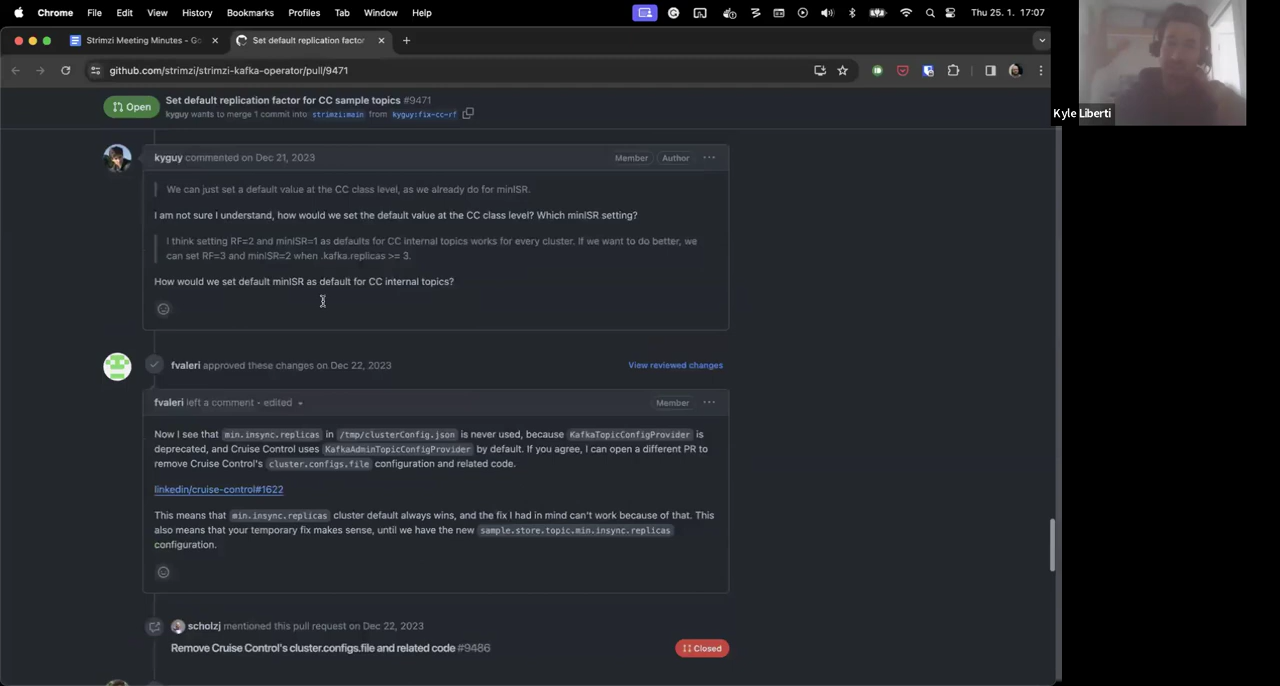 Chrome File Edit View History Bookmarks Profiles Tab Window Help Thu 25. 1. 17:07
Strimzi Meeting Minutes - Go
Set default replication factor
github.com/strimzi/strimzi-kafka-operator/pull/9471
Kyle Liberti
Open
Set default replication factor for CC sample topics #9471
kyguy wants to merge 1 commit into strimzi:main from kyguy:fix-cc-rf
kyguy commented on Dec 21, 2023 Member Author ...
We can just set a default value at the CC class level, as we already do for minISR.
I am not sure I understand, how would we set the default value at the CC class level? Which minISR setting?
I think setting RF=2 and minISR=1 as defaults for CC internal topics works for every cluster. If we want to do better, we
can set RF=3 and miniSR=2 when .kafka.replicas >= 3.
How would we set default minISR as default for CC internal topics?
fvaleri approved these changes on Dec 22, 2023 View reviewed changes
fvaleri left a comment - edited Member ...
Now I see that min.insync.replicas in /tmp/clusterConfig.json is never used, because KafkaTopicConfigProvider is
deprecated, and Cruise Control uses KafkaAdminTopicConfigProvider by default. If you agree, I can open a different PR to
remove Cruise Control's cluster.configs.file configuration and related code.
linkedin/cruise-control#1622
This means that min.insync.replicas cluster default always wins, and the fix I had in mind can't work because of that. This
also means that your temporary fix makes sense, until we have the new sample.store.topic.min.insync.replicas
configuration.
scholzj mentioned this pull request on Dec 22, 2023
Remove Cruise Control's cluster.configs.file and related code #9486 Closed